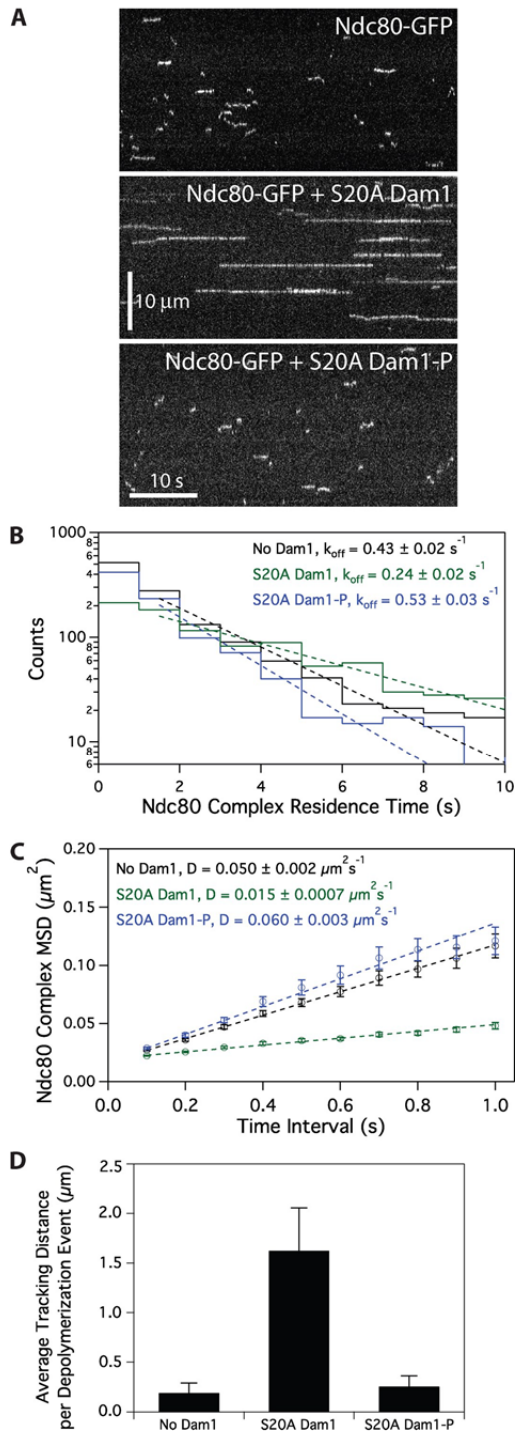 A
Ndc80-GFP
Ndc80-GFP + S20A Dam1
10 μm
Ndc80-GFP + S20A Dam1-P
10 s
B
1000
8
6
4
2
100
8
6
4
2
10
8
6
Counts
No Dam1, koff = 0.43 ± 0.02 s-1
S20A Dam1, koff = 0.24 ± 0.02 s-1
S20A Dam1-P, koff = 0.53 ± 0.03 s-1
0 2 4 6 8 10
Ndc80 Complex Residence Time (s)
C
0.20
0.15
0.10
0.05
0.00
Ndc80 Complex MSD (μm2)
No Dam1, D = 0.050 ± 0.002 μm2s-1
S20A Dam1, D = 0.015 ± 0.0007 μm2s-1
S20A Dam1-P, D = 0.060 ± 0.003 μm2s-1
0.0 0.2 0.4 0.6 0.8 1.0
Time Interval (s)
D
2.5
2.0
1.5
1.0
0.5
0.0
Average Tracking Distance
per Depolymerization Event (μm)
No Dam1 S20A Dam1 S20A Dam1-P